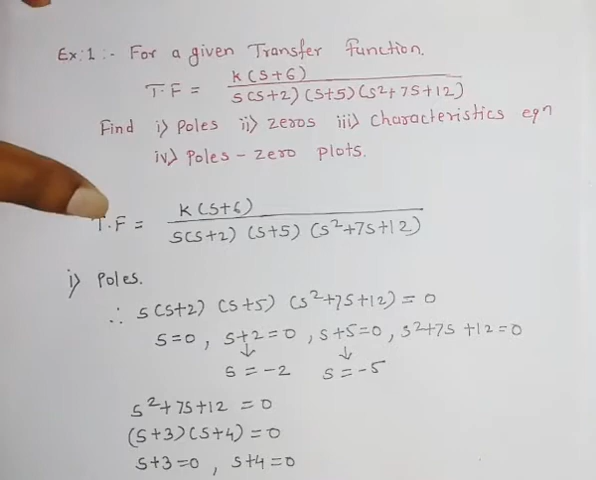 Ex:1:- For a given Transfer function.
T.F = K(S+6) / S(S+2)(S+5)(S²+7S+12)
Find i) Poles ii) Zeros iii) Characteristics eqn
iv) Poles - Zero plots.
T.F = K(S+6) / S(S+2)(S+5)(S²+7S+12)
i) Poles.
∴ S(S+2)(S+5)(S²+7S+12) = 0
S=0, S+2=0, S+5=0, S²+7S+12=0
↓ ↓
S = -2 S = -5
S²+7S+12 = 0
(S+3)(S+4) = 0
S+3=0, S+4=0